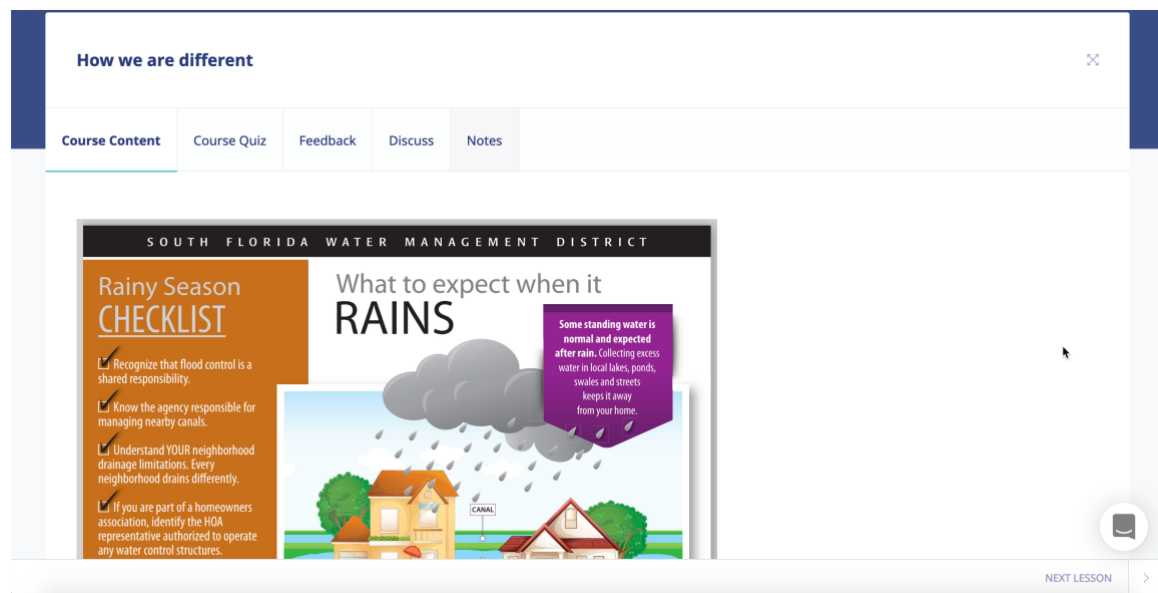 How we are different
Course Content
Course Quiz
Feedback
Discuss
Notes
SOUTH FLORIDA WATER MANAGEMENT DISTRICT
Rainy Season
CHECKLIST
Recognize that flood control is a
shared responsibility.
Know the agency responsible for
managing nearby canals.
Understand YOUR neighborhood
drainage limitations. Every
neighborhood drains differently.
If you are part of a homeowners
association, identify the HOA
representative authorized to operate
any water control structures.
What to expect when it
RAINS
Some standing water is
normal and expected
after rain. Collecting excess
water in local lakes, ponds,
swales and streets
keeps it away
from your home.
CANAL
NEXT LESSON